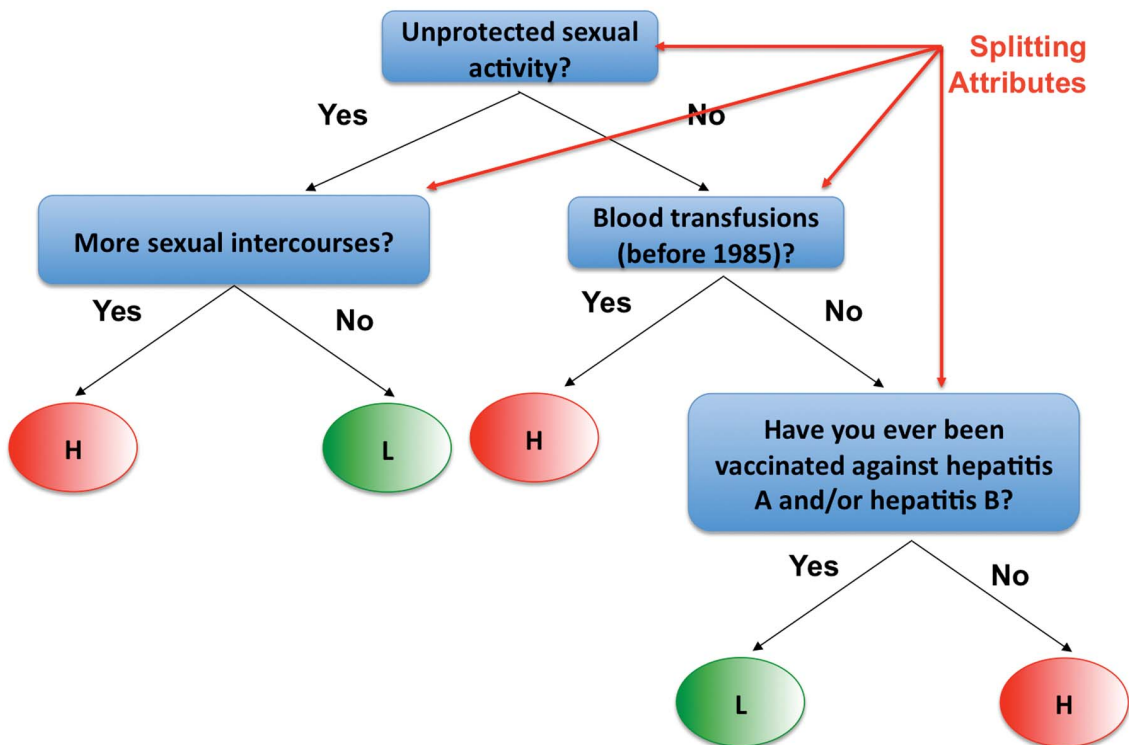 Unprotected sexual
activity?
Splitting
Attributes
Yes
No
More sexual intercourses?
Blood transfusions
(before 1985)?
Yes
No
Yes
No
H
L
H
Have you ever been
vaccinated against hepatitis
A and/or hepatitis B?
Yes
No
L
H